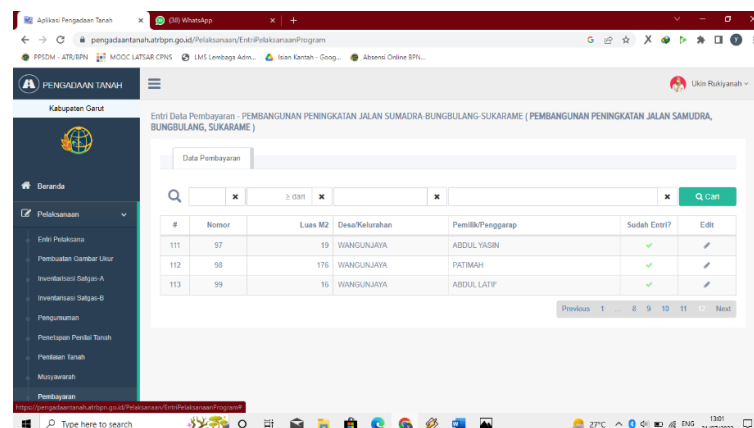 Aplikasi Pengadaan Tanah
(38) WhatsApp
pengadaantanah.atrbpn.go.id/Pelaksanaan/EntriPelaksanaanProgram
PPSDM - ATR/BPN
MOOC LATSAR CPNS
LMS Lembaga Adm...
Isian Kantah - Goog...
Absensi Online BPN...
PENGADAAN TANAH
Ukin Rukiyanah
Kabupaten Garut
Entri Data Pembayaran - PEMBANGUNAN PENINGKATAN JALAN SUMADRA-BUNGBULANG-SUKARAME ( PEMBANGUNAN PENINGKATAN JALAN SAMUDRA,
BUNGBULANG, SUKARAME )
Data Pembayaran
Beranda
≥ dari
Cari
Pelaksanaan
# Nomor Luas M2 Desa/Kelurahan Pemilik/Penggarap Sudah Entri? Edit
Entri Pelaksana
111 97 19 WANGUNJAYA ABDUL YASIN
Pembuatan Gambar Ukur
112 98 176 WANGUNJAYA PATIMAH
Inventarisasi Satgas-A
113 99 16 WANGUNJAYA ABDUL LATIF
Inventarisasi Satgas-B
Previous 1 ... 8 9 10 11 Next
Pengumuman
Penetapan Penilai Tanah
Penilaian Tanah
Musyawarah
Pembayaran
https://pengadaantanah.atrbpn.go.id/Pelaksanaan/EntriPelaksanaanProgram#
Type here to search
27°C
ENG
13:01